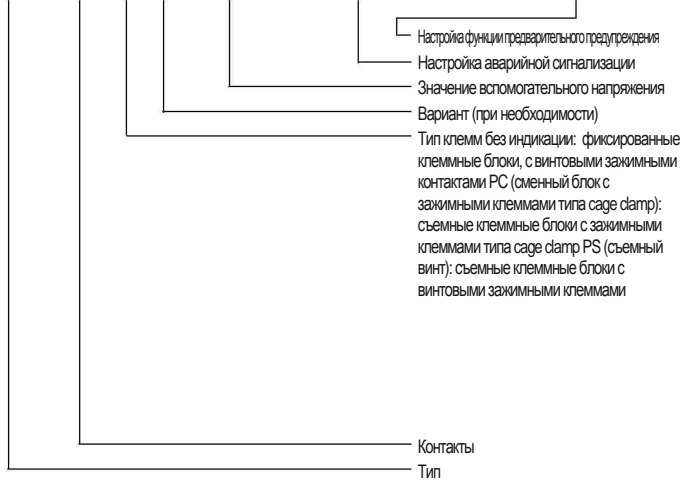 Настройка функции предварительного предупреждения
Настройка аварийной сигнализации
Значение вспомогательного напряжения
Вариант (при необходимости)
Тип клемм без индикации: фиксированные
клеммные блоки, с винтовыми зажимными
контактами PC (сменный блок с
зажимными клеммами типа cage clamp):
съемные клеммные блоки с зажимными
клеммами типа cage clamp PS (съемный
винт): съемные клеммные блоки с
винтовыми зажимными клеммами
Контакты
Тип